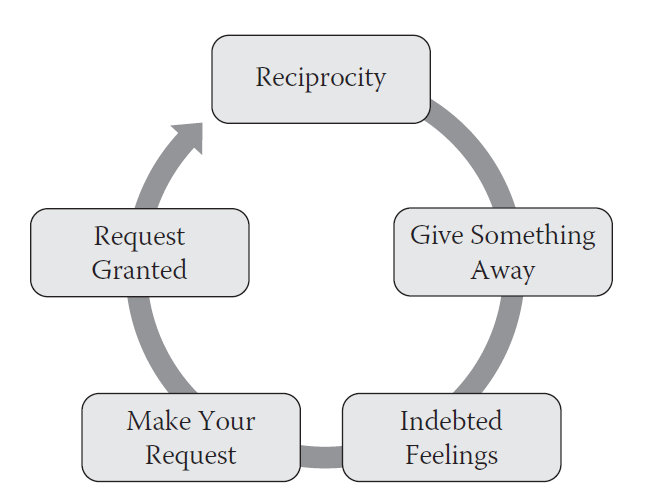 Reciprocity
Give Something
Away
Indebted
Feelings
Make Your
Request
Request
Granted